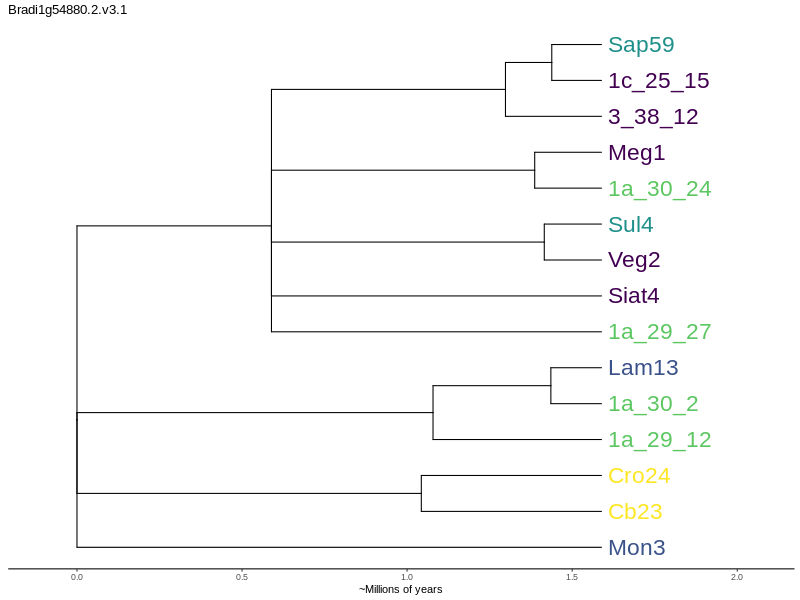 Bradi1g54880.2.v3.1
Sap59
1c_25_15
3_38_12
Meg1
1a_30_24
Sul4
Veg2
Siat4
1a_29_27
Lam13
1a_30_2
1a_29_12
Cro24
Cb23
Mon3
0.0 0.5 1.0 1.5 2.0
~Millions of years